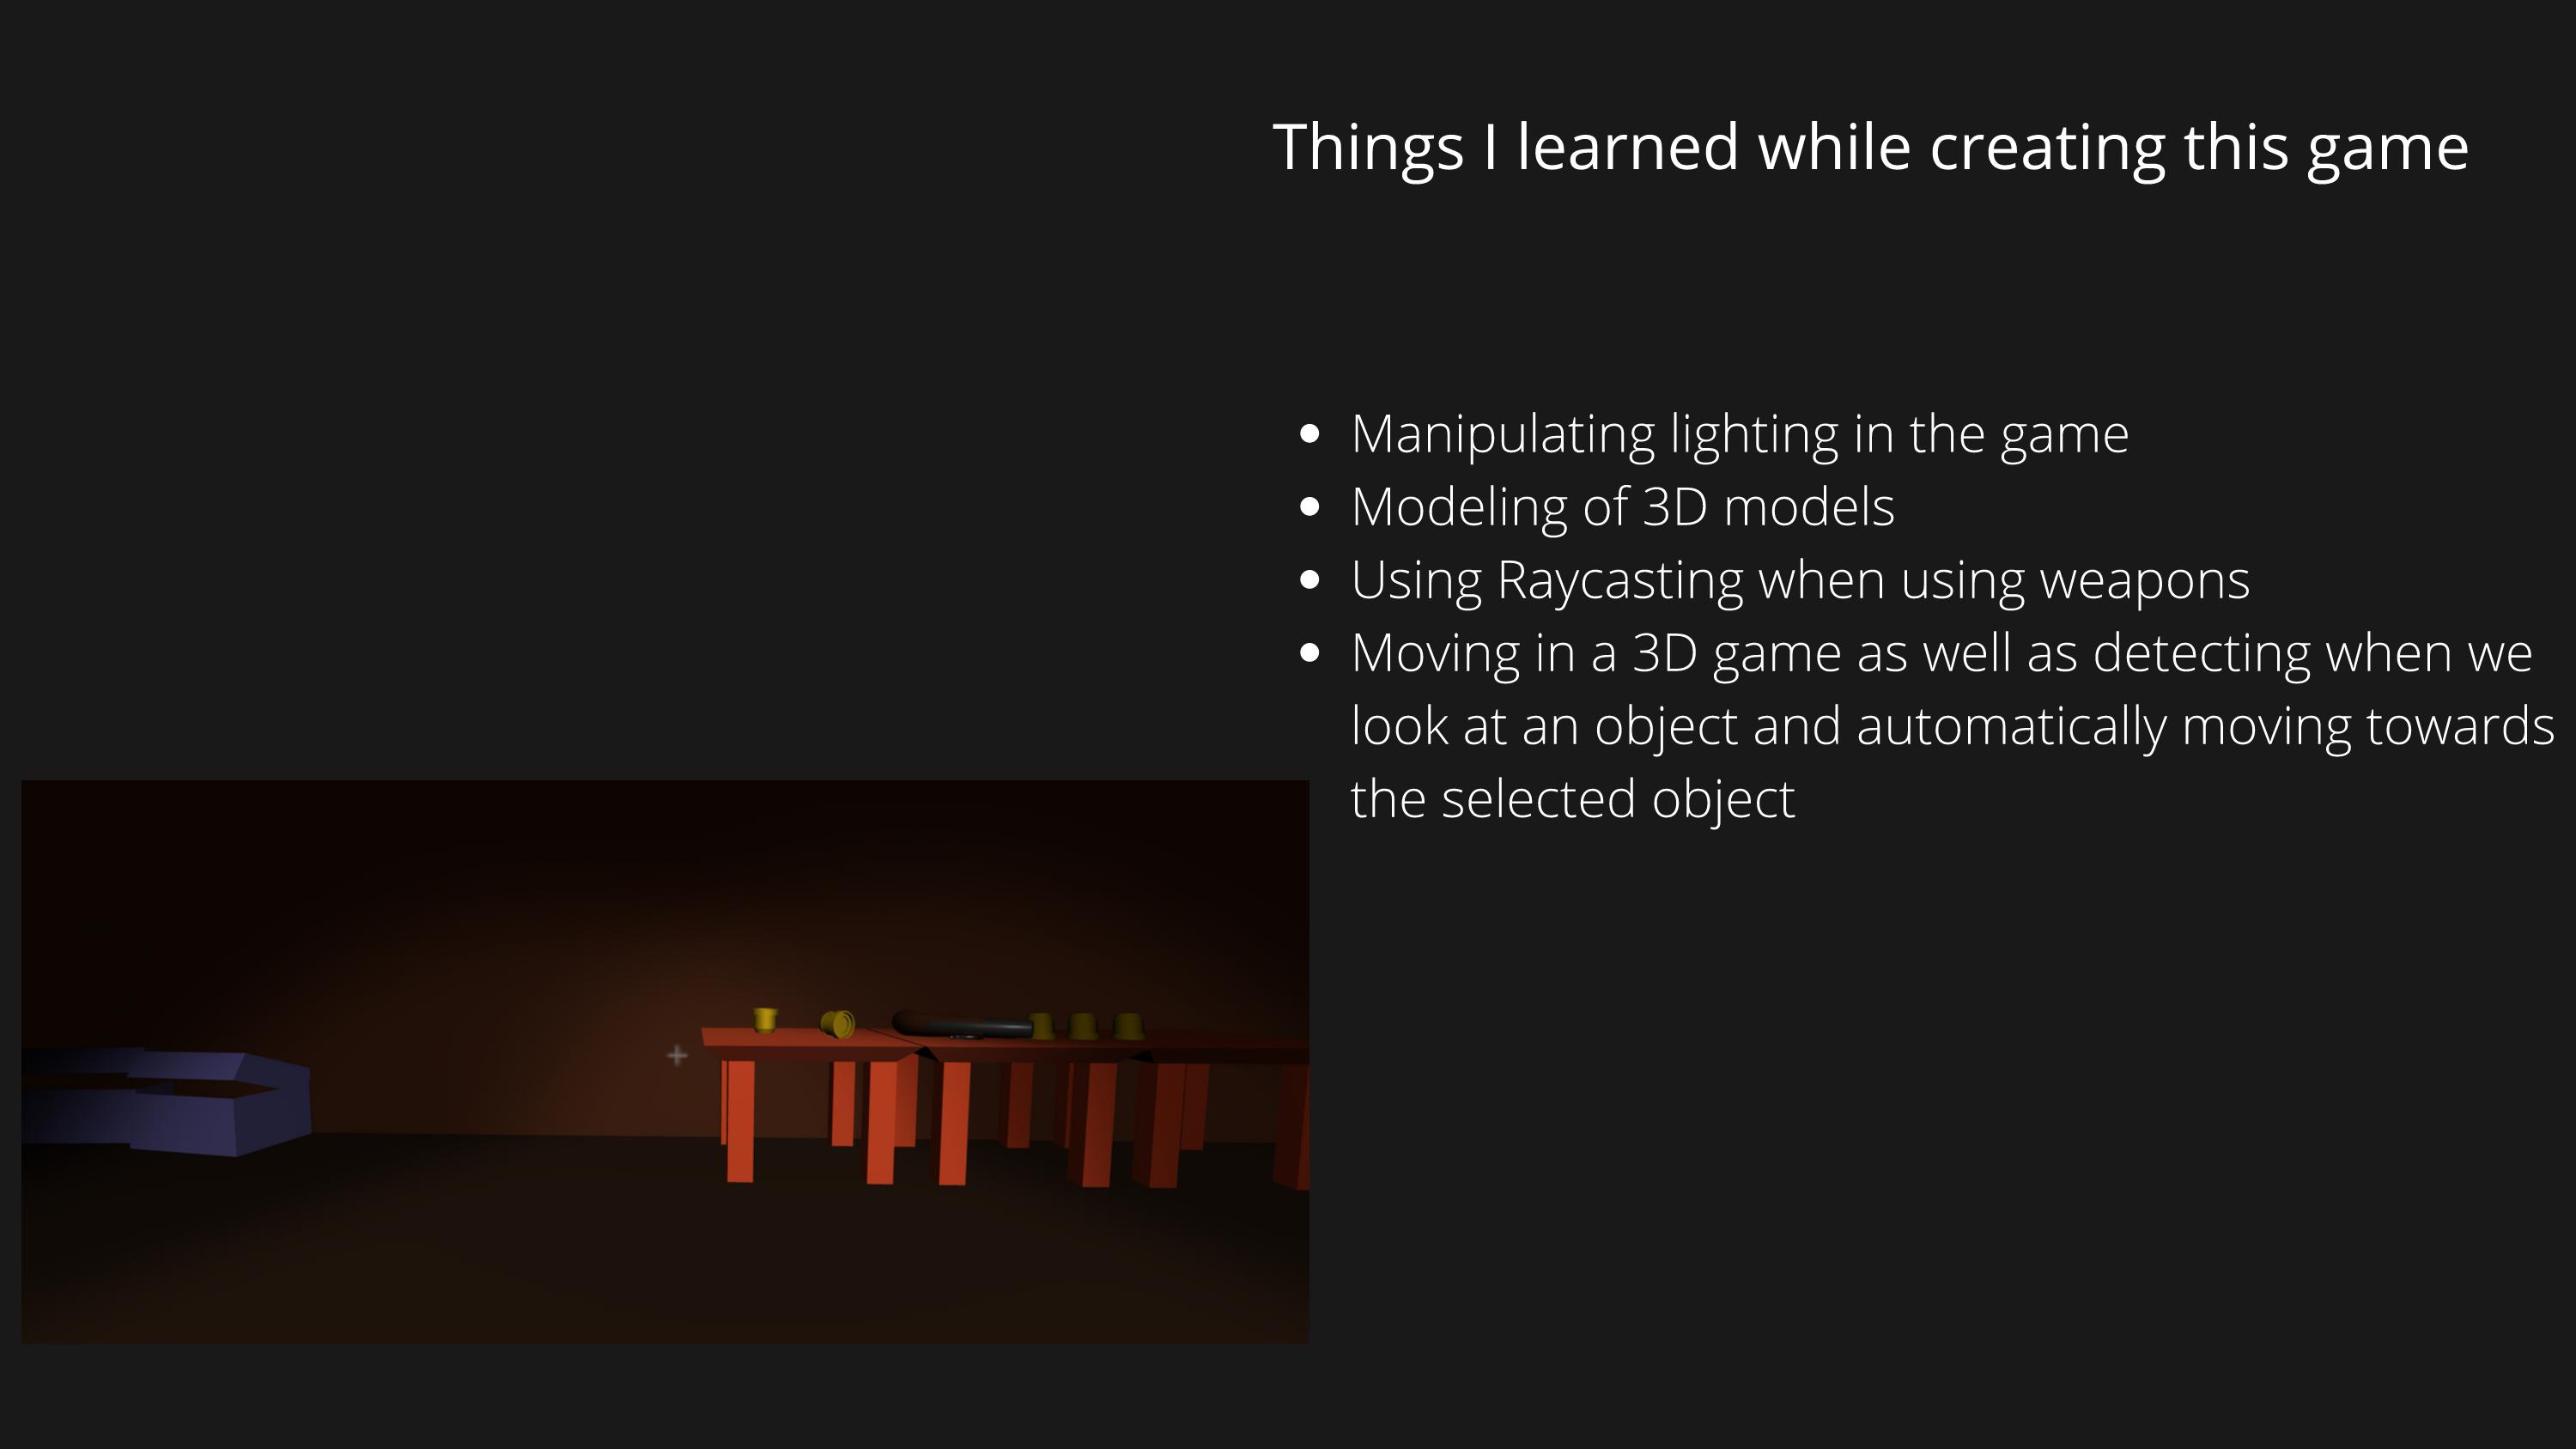 Things I learned while creating this game
Manipulating lighting in the game
Modeling of 3D models
Using Raycasting when using weapons
Moving in a 3D game as well as detecting when we
look at an object and automatically moving towards
the selected object